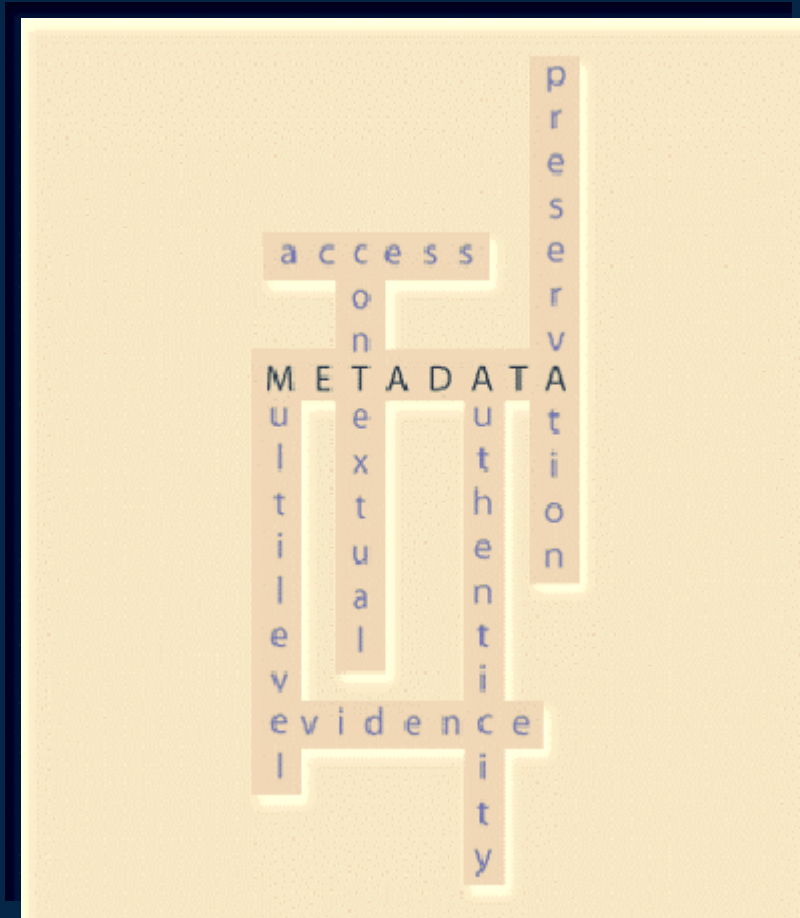 preservAtion
access
conTextual
METADATA
Multilevel
Authenticity
evidence